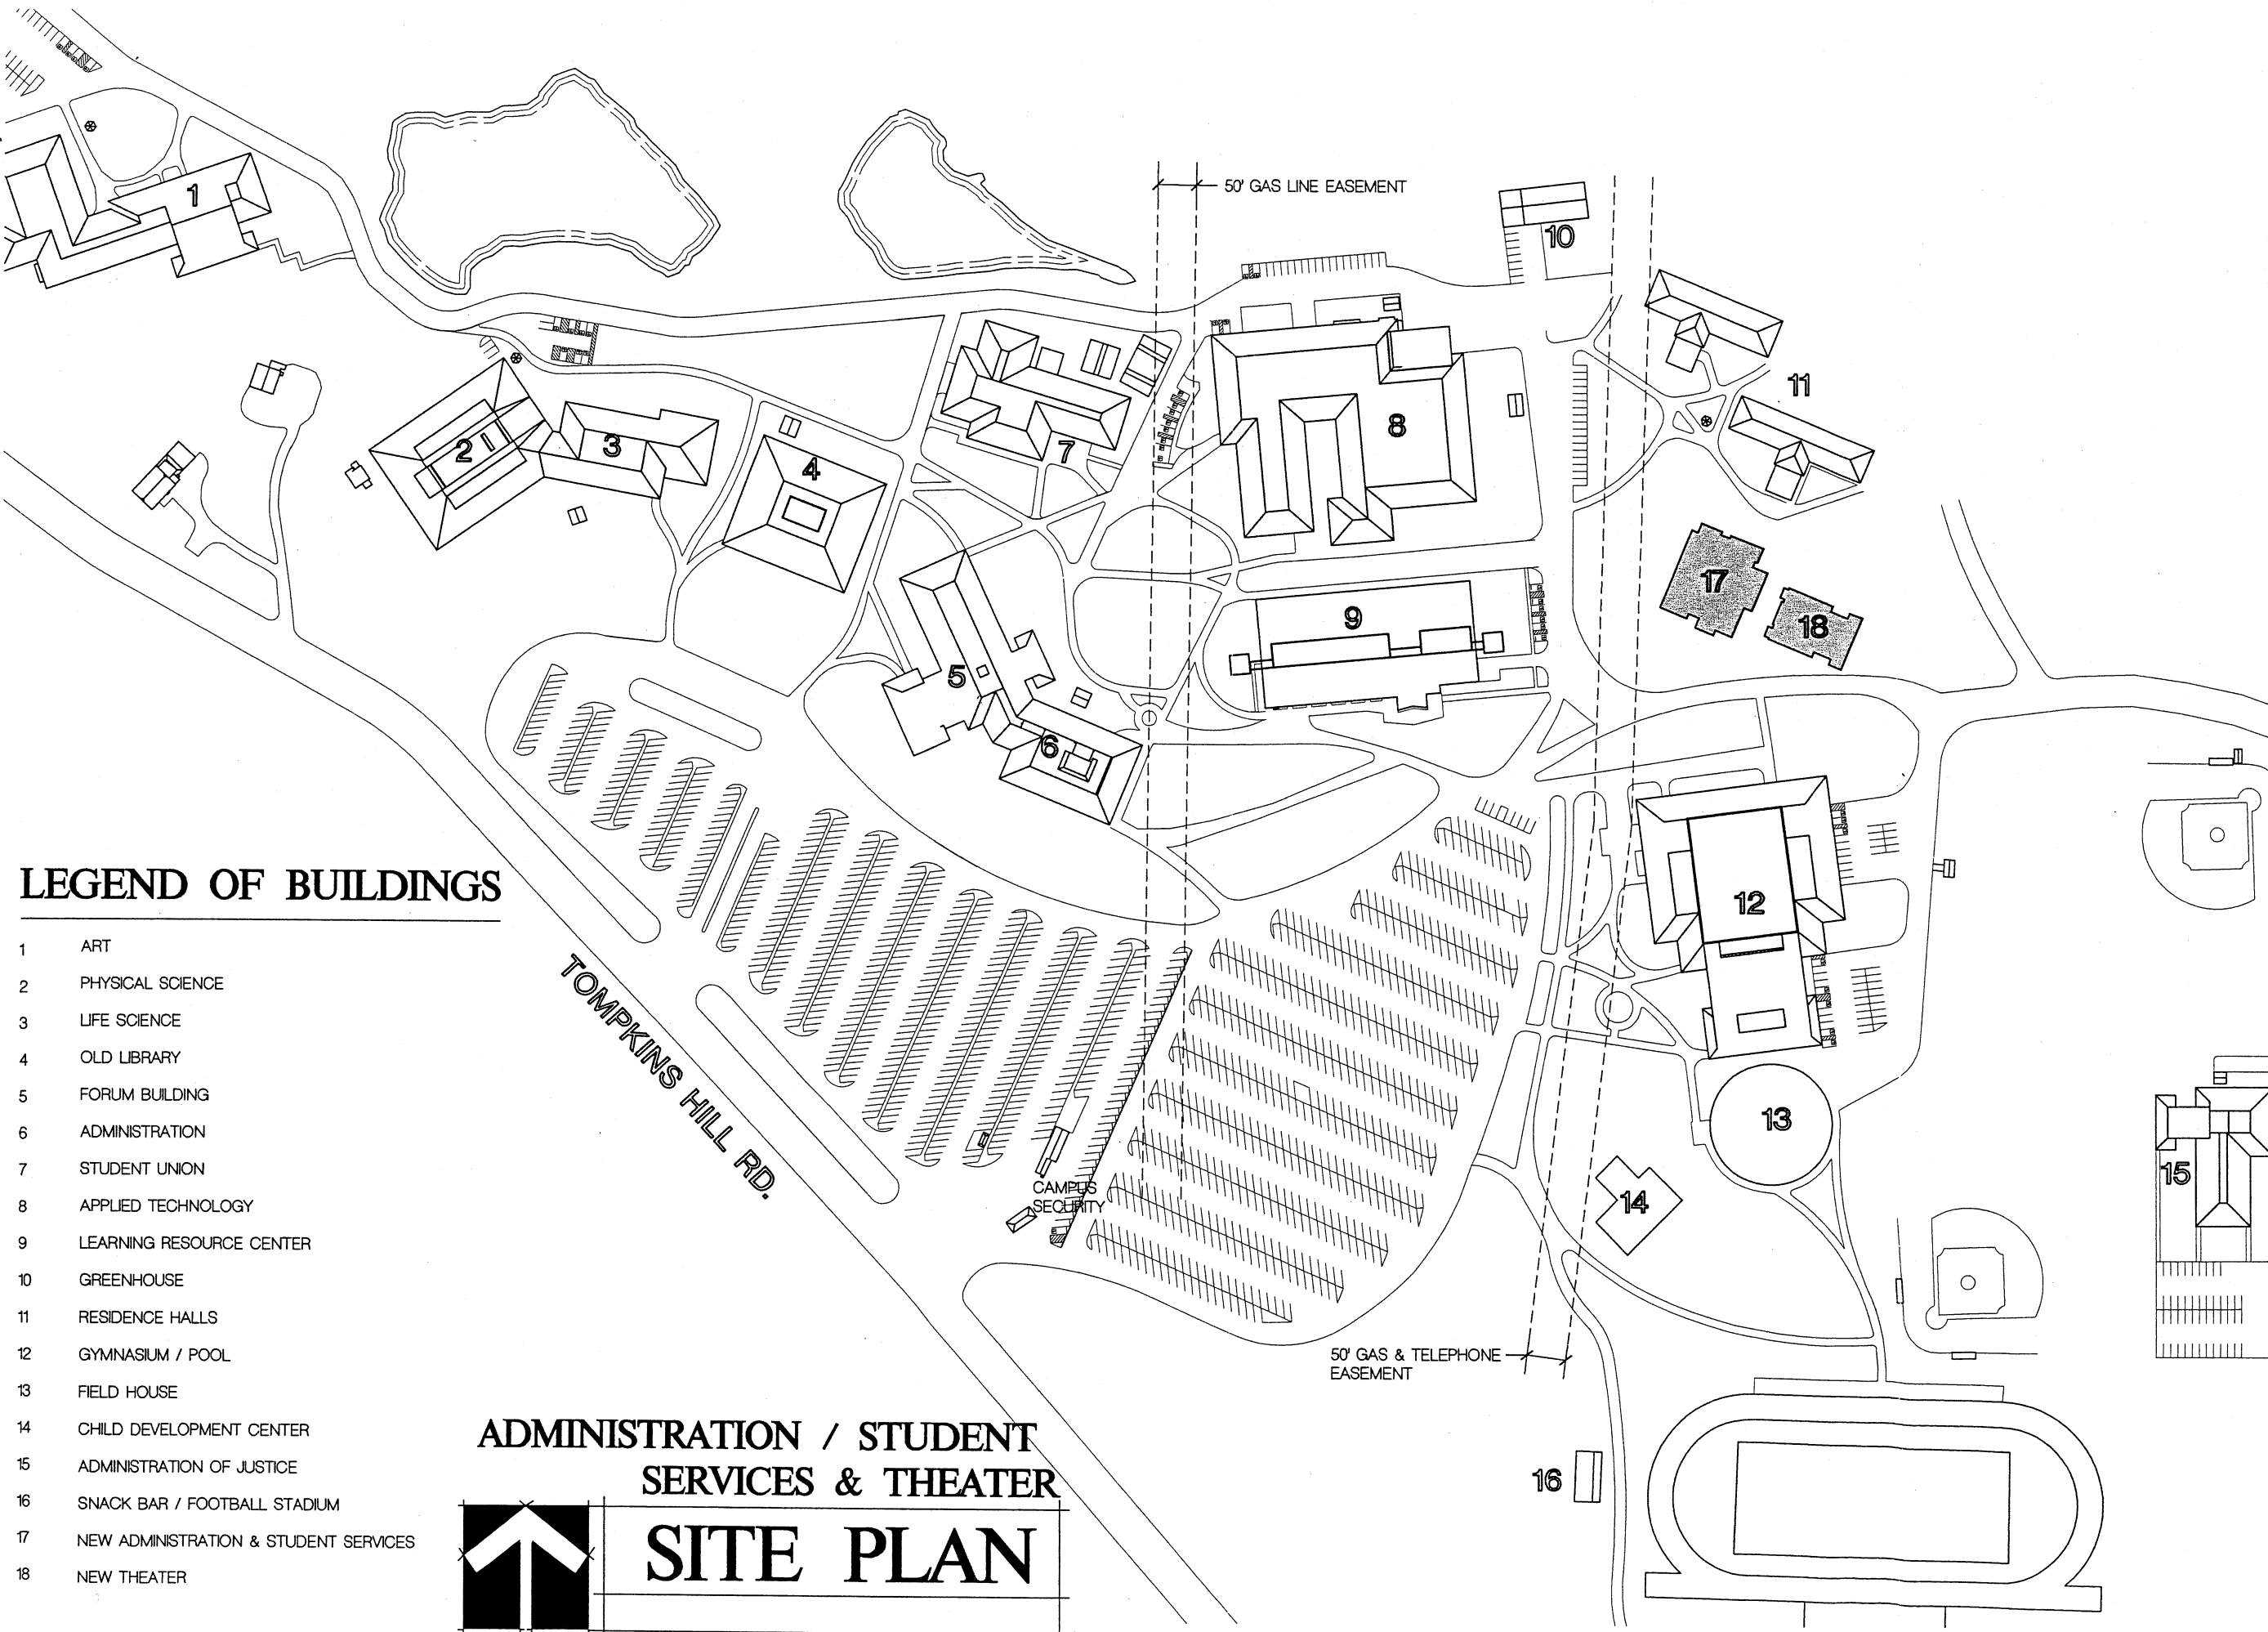 50' GAS LINE EASEMENT
1
10
11
2
3
4
7
8
17
18
9
5
6
12
13
14
15
16
TOMPKINS HILL RD.
CAMPUS
SECURITY
50' GAS & TELEPHONE
EASEMENT
LEGEND OF BUILDINGS
1 ART
2 PHYSICAL SCIENCE
3 LIFE SCIENCE
4 OLD LIBRARY
5 FORUM BUILDING
6 ADMINISTRATION
7 STUDENT UNION
8 APPLIED TECHNOLOGY
9 LEARNING RESOURCE CENTER
10 GREENHOUSE
11 RESIDENCE HALLS
12 GYMNASIUM / POOL
13 FIELD HOUSE
14 CHILD DEVELOPMENT CENTER
15 ADMINISTRATION OF JUSTICE
16 SNACK BAR / FOOTBALL STADIUM
17 NEW ADMINISTRATION & STUDENT SERVICES
18 NEW THEATER
ADMINISTRATION / STUDENT
SERVICES & THEATER
SITE PLAN